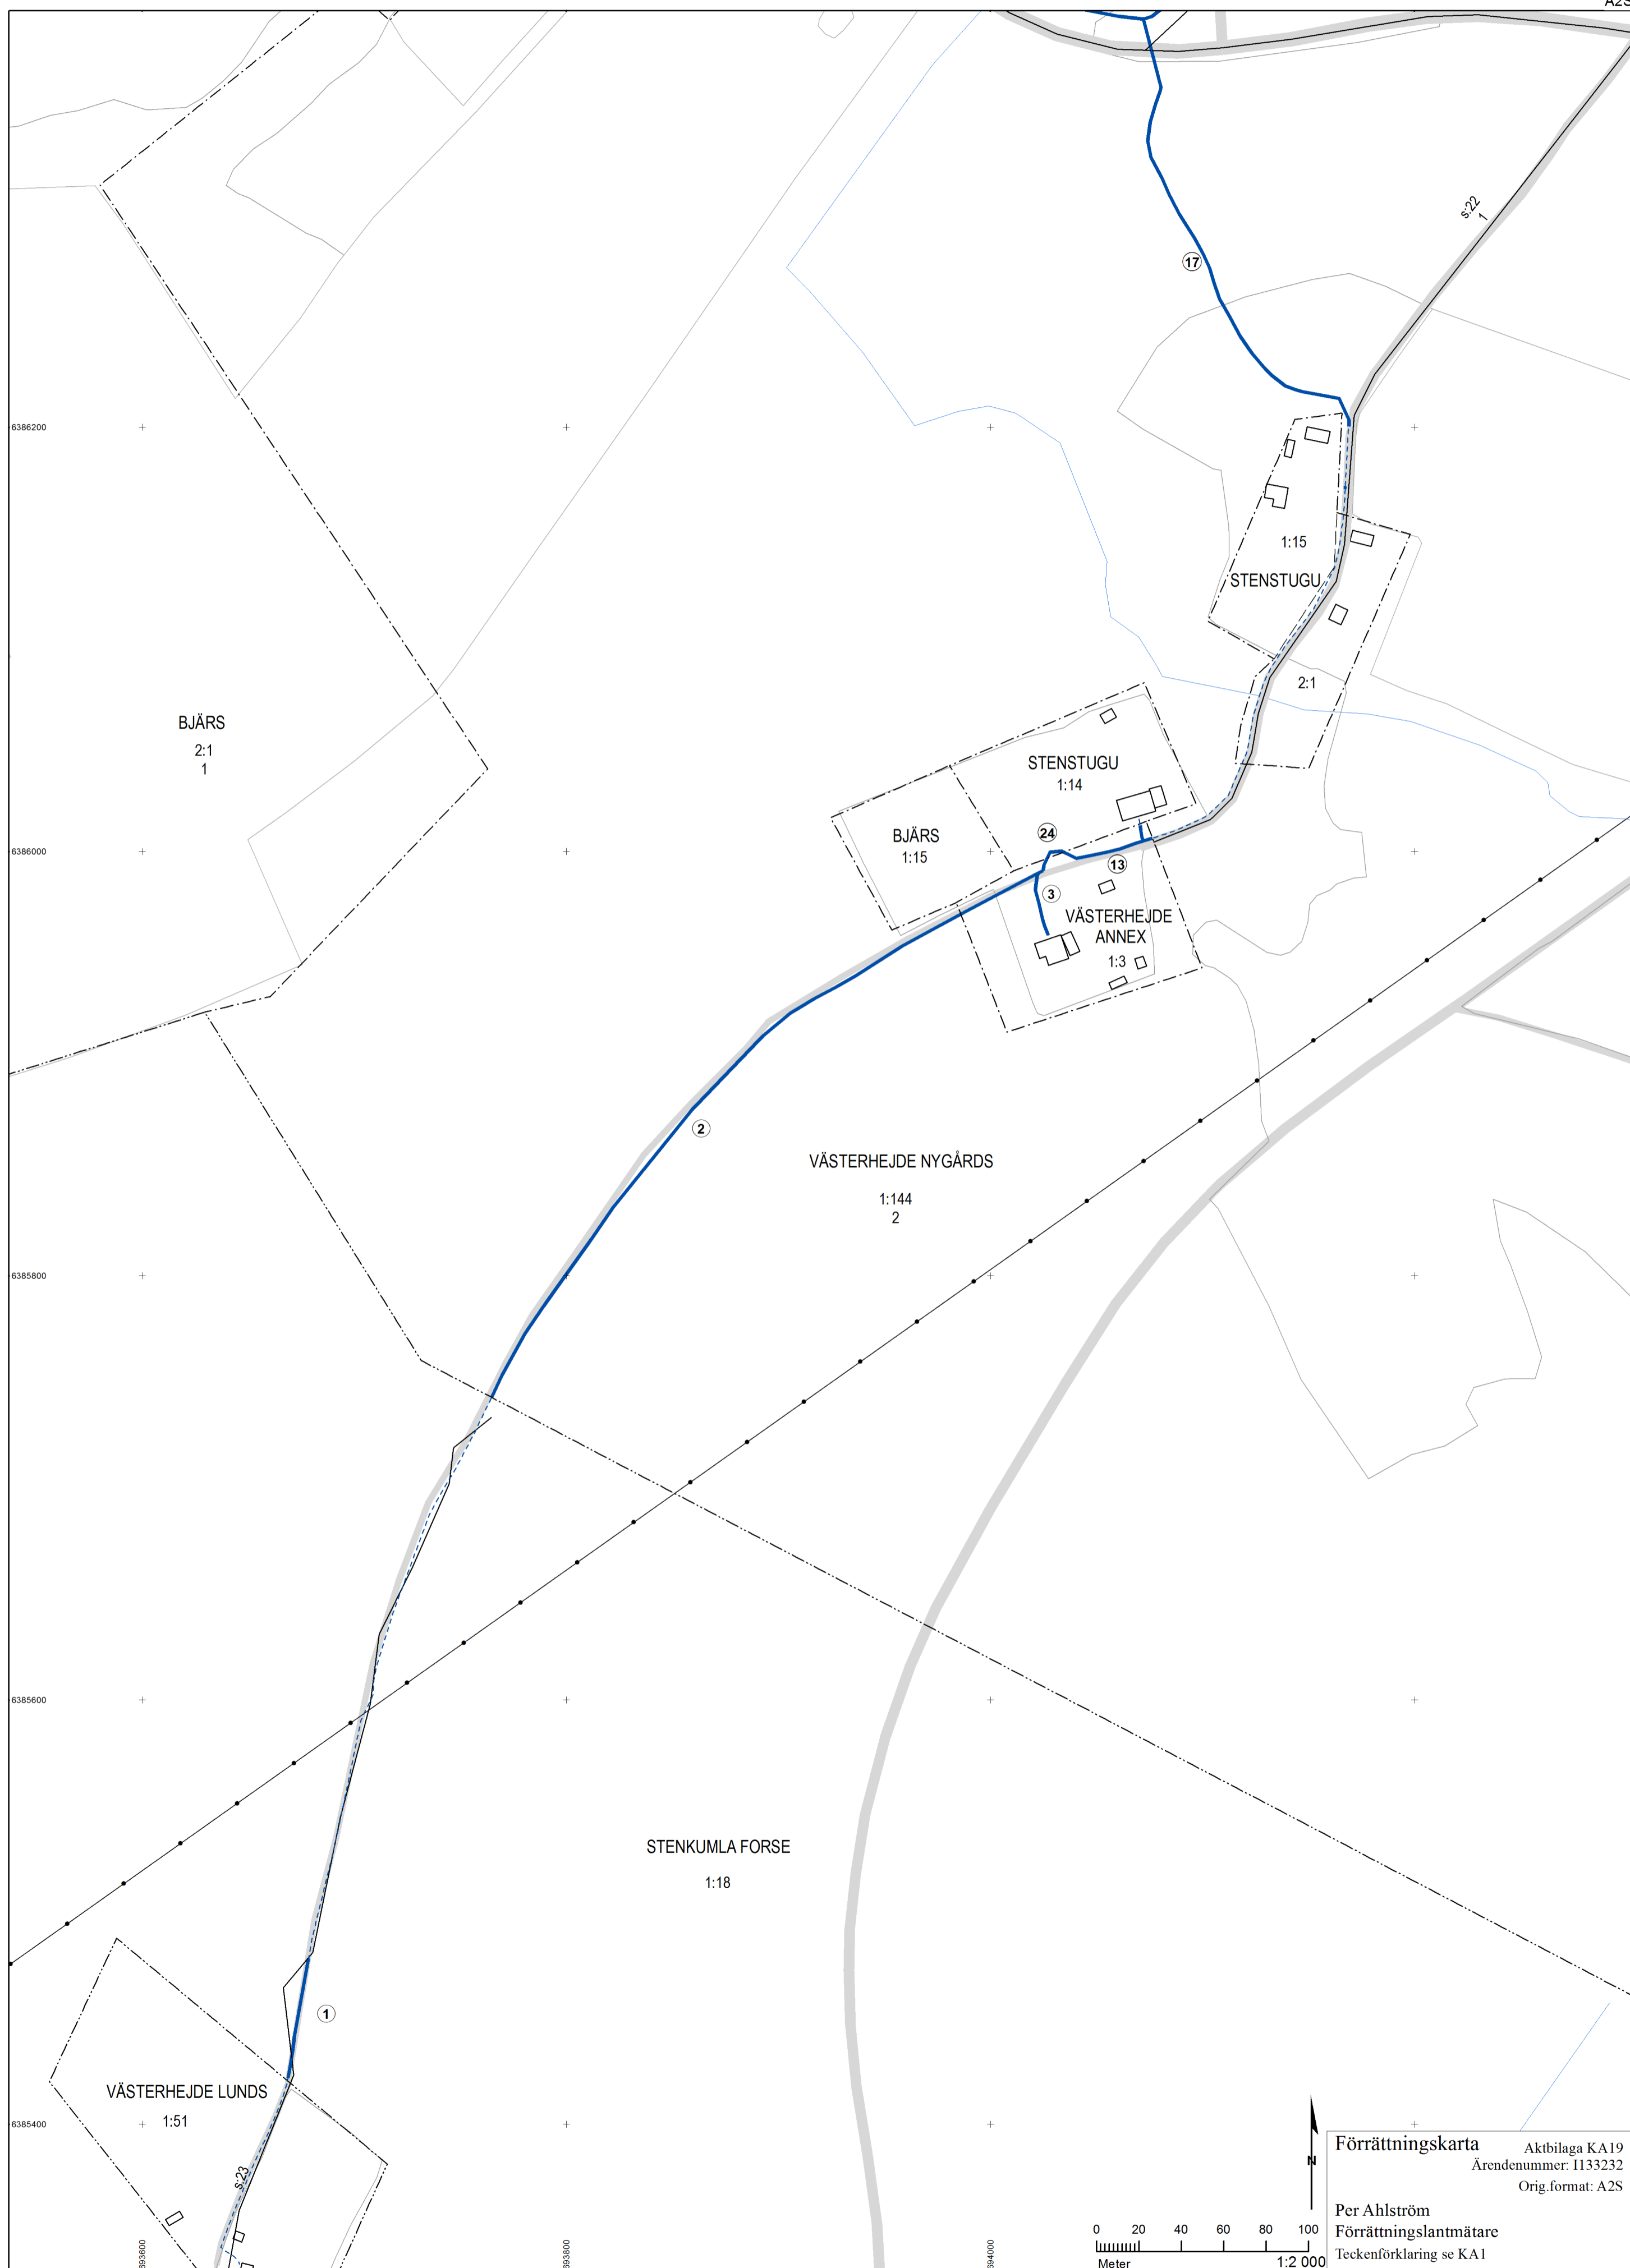 A2S
s:22
1
17
6386200
1:15
STENSTUGU
2:1
BJÄRS
2:1
1
STENSTUGU
1:14
24
BJÄRS
1:15
6386000
13
3
VÄSTERHEJDE
ANNEX
1:3
2
VÄSTERHEJDE NYGÅRDS
1:144
2
6385800
6385600
STENKUMLA FORSE
1:18
1
VÄSTERHEJDE LUNDS
1:51
6385400
s:23
N
Förrättningskarta
Aktbilaga KA19
Ärendenummer: I133232
Orig.format: A2S
Per Ahlström
Förrättningslantmätare
Teckenförklaring se KA1
0 20 40 60 80 100
Meter
1:2 000